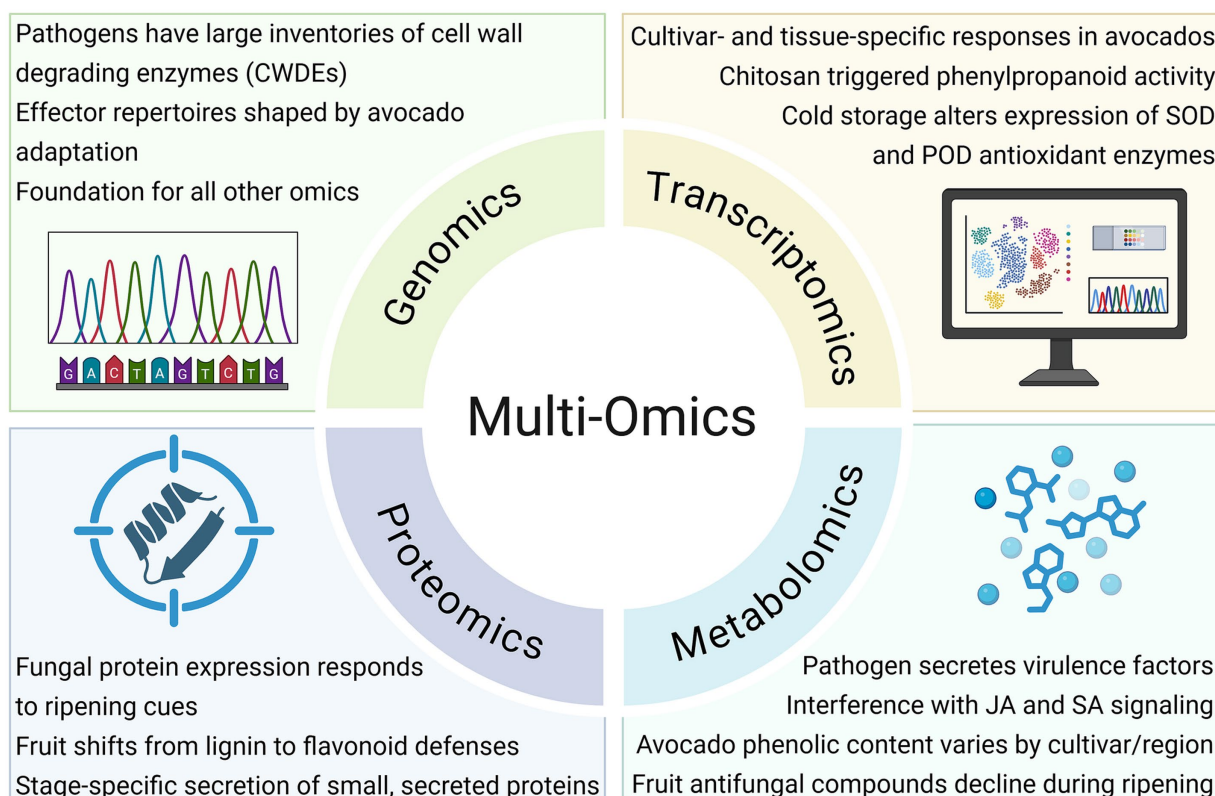 Pathogens have large inventories of cell wall
degrading enzymes (CWDEs)
Effector repertoires shaped by avocado
adaptation
Foundation for all other omics
G A C T A G T C T G
Genomics
Cultivar- and tissue-specific responses in avocados
Chitosan triggered phenylpropanoid activity
Cold storage alters expression of SOD
and POD antioxidant enzymes
Transcriptomics
Multi-Omics
Proteomics
Fungal protein expression responds
to ripening cues
Fruit shifts from lignin to flavonoid defenses
Stage-specific secretion of small, secreted proteins
Metabolomics
Pathogen secretes virulence factors
Interference with JA and SA signaling
Avocado phenolic content varies by cultivar/region
Fruit antifungal compounds decline during ripening